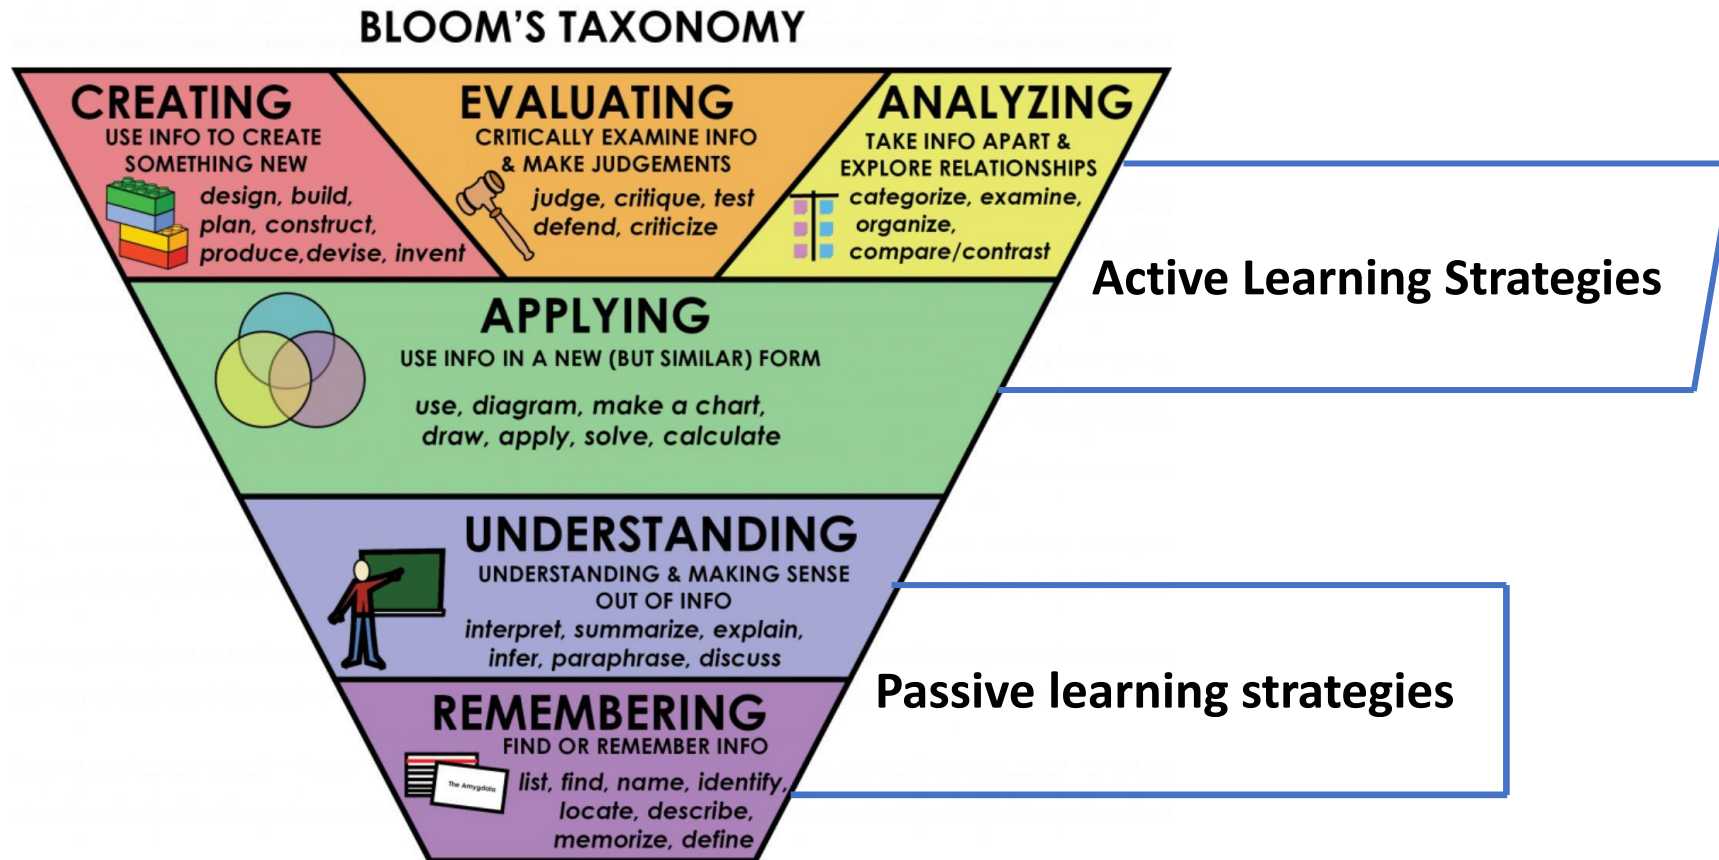 BLOOM'S TAXONOMY
CREATING
USE INFO TO CREATE
SOMETHING NEW
design, build,
plan, construct,
produce,devise, invent
EVALUATING
CRITICALLY EXAMINE INFO
& MAKE JUDGEMENTS
judge, critique, test
defend, criticize
ANALYZING
TAKE INFO APART &
EXPLORE RELATIONSHIPS
categorize, examine,
organize,
compare/contrast
Active Learning Strategies
APPLYING
USE INFO IN A NEW (BUT SIMILAR) FORM
use, diagram, make a chart,
draw, apply, solve, calculate
UNDERSTANDING
UNDERSTANDING & MAKING SENSE
OUT OF INFO
interpret, summarize, explain,
infer, paraphrase, discuss
Passive learning strategies
REMEMBERING
FIND OR REMEMBER INFO
The Amygdala
list, find, name, identify,
locate, describe,
memorize, define